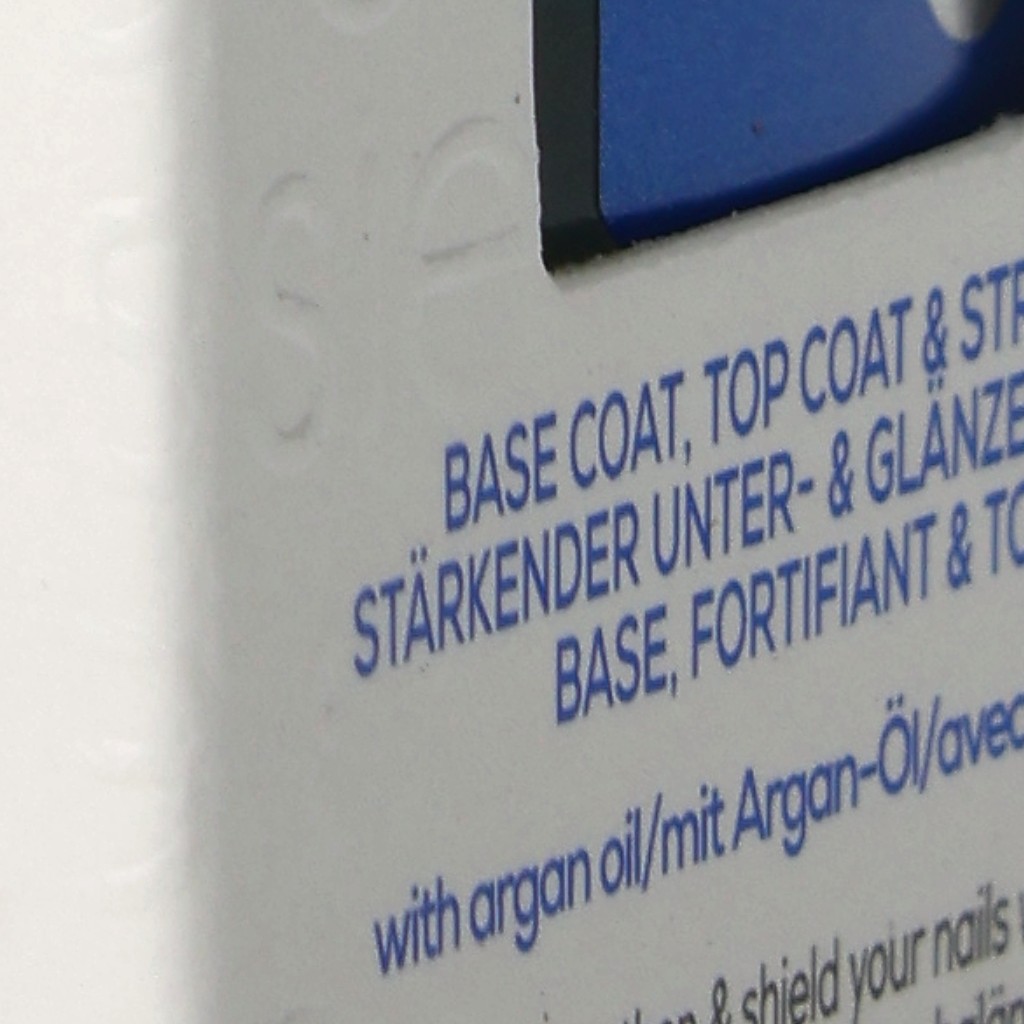 BASE COAT, TOP COAT & STR
STÄRKENDER UNTER- & GLÄNZE
BASE, FORTIFIANT & TO
with argan oil/mit Argan-Öl/avec
& shield your nails